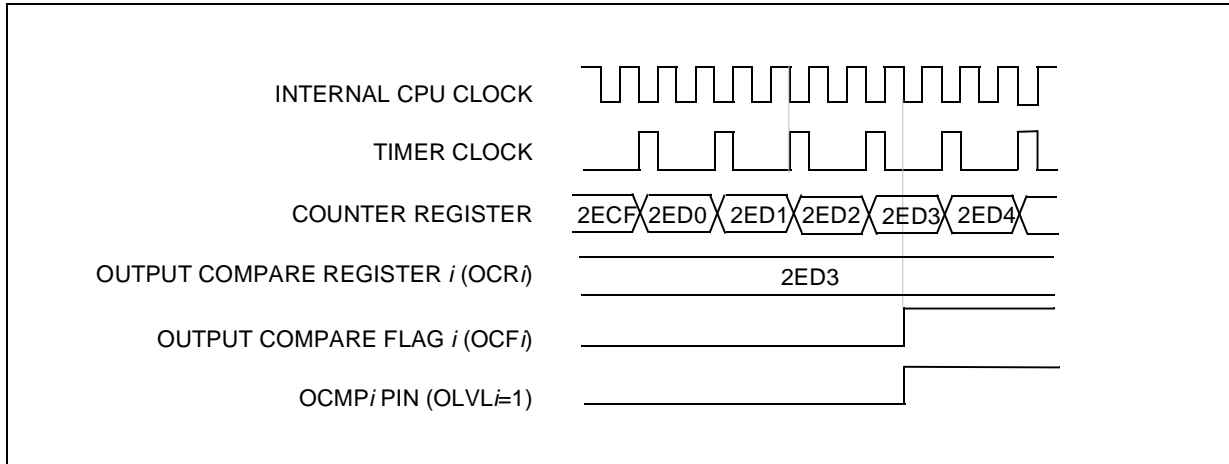 INTERNAL CPU CLOCK
TIMER CLOCK
COUNTER REGISTER
2ECF 2ED0 2ED1 2ED2 2ED3 2ED4
OUTPUT COMPARE REGISTER i (OCRi)
2ED3
OUTPUT COMPARE FLAG i (OCFi)
OCMPi PIN (OLVLi=1)